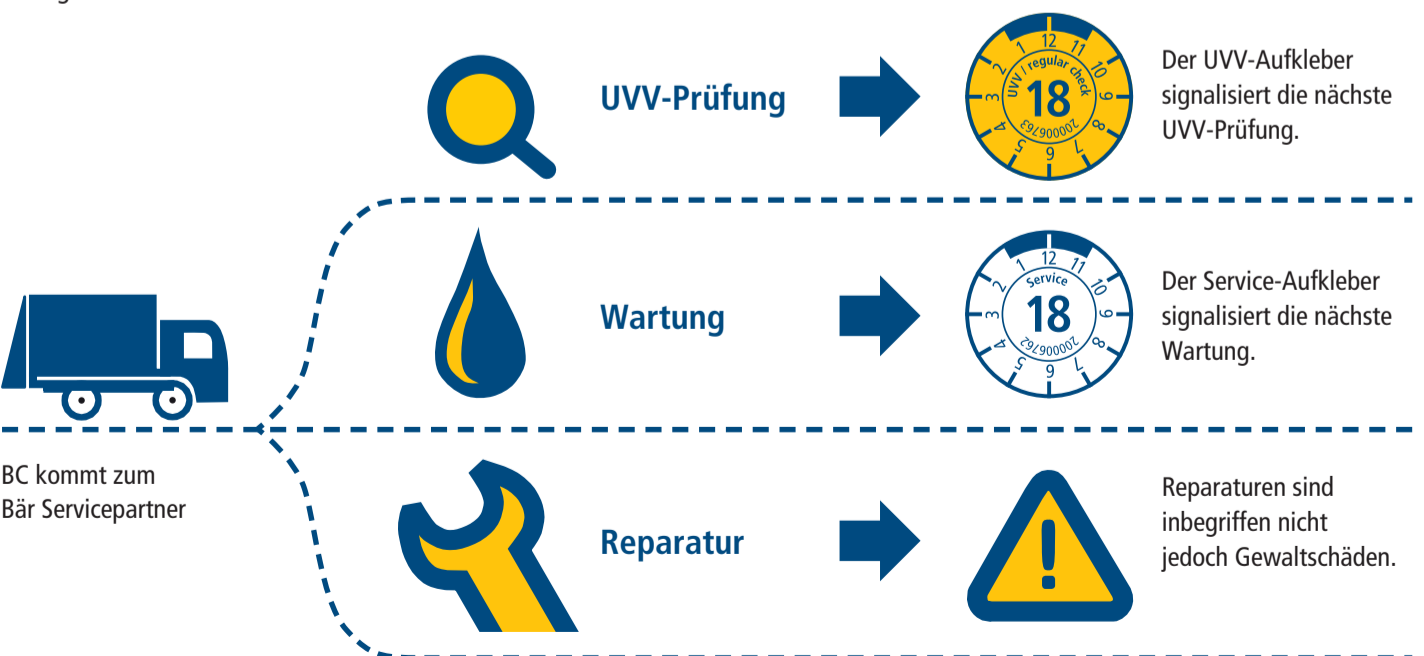 UVV-Prüfung
12
1
11
2
10
3
9
4
8
5
7
6
UVV / regular check
18
200006763
Der UVV-Aufkleber
signalisiert die nächste
UVV-Prüfung.
Wartung
12
1
11
2
10
3
9
4
8
5
7
6
Service
18
200006762
Der Service-Aufkleber
signalisiert die nächste
Wartung.
BC kommt zum
Bär Servicepartner
Reparatur
!
Reparaturen sind
inbegriffen nicht
jedoch Gewaltschäden.